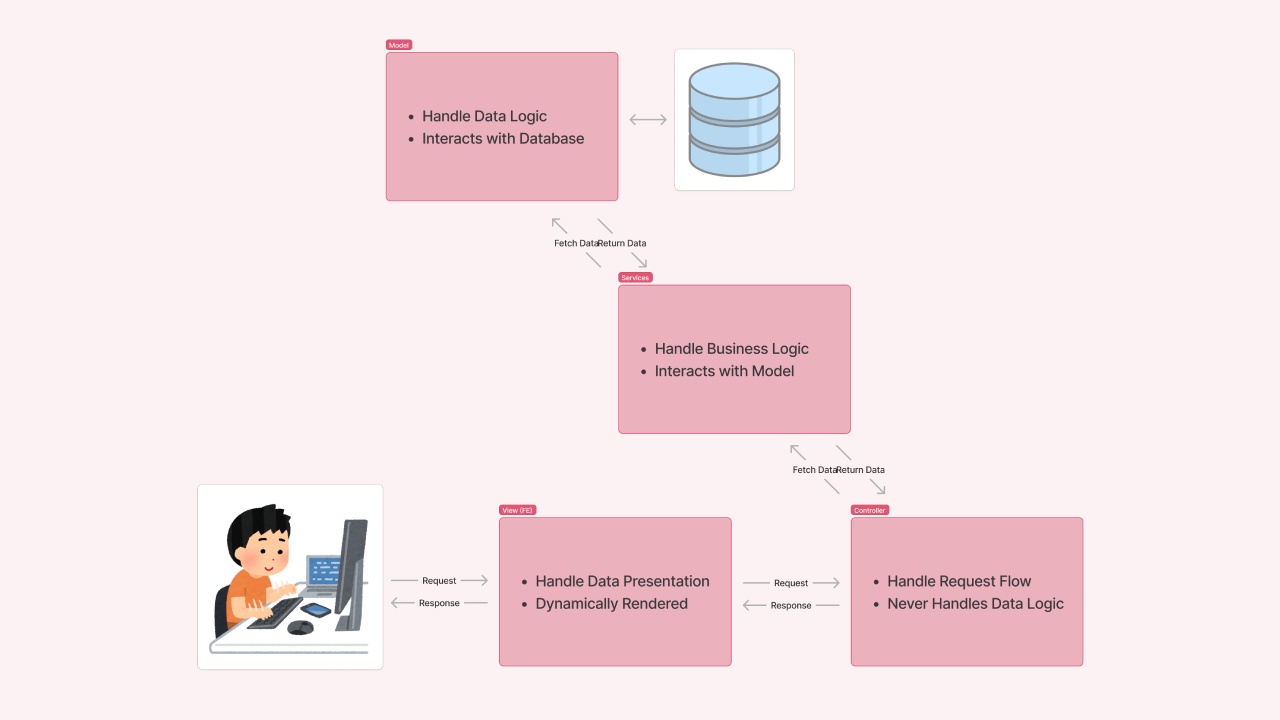 Model
• Handle Data Logic
• Interacts with Database
Fetch Data
Return Data
Services
• Handle Business Logic
• Interacts with Model
Fetch Data
Return Data
View (FE)
• Handle Data Presentation
• Dynamically Rendered
Controller
• Handle Request Flow
• Never Handles Data Logic
Request
Response
Request
Response